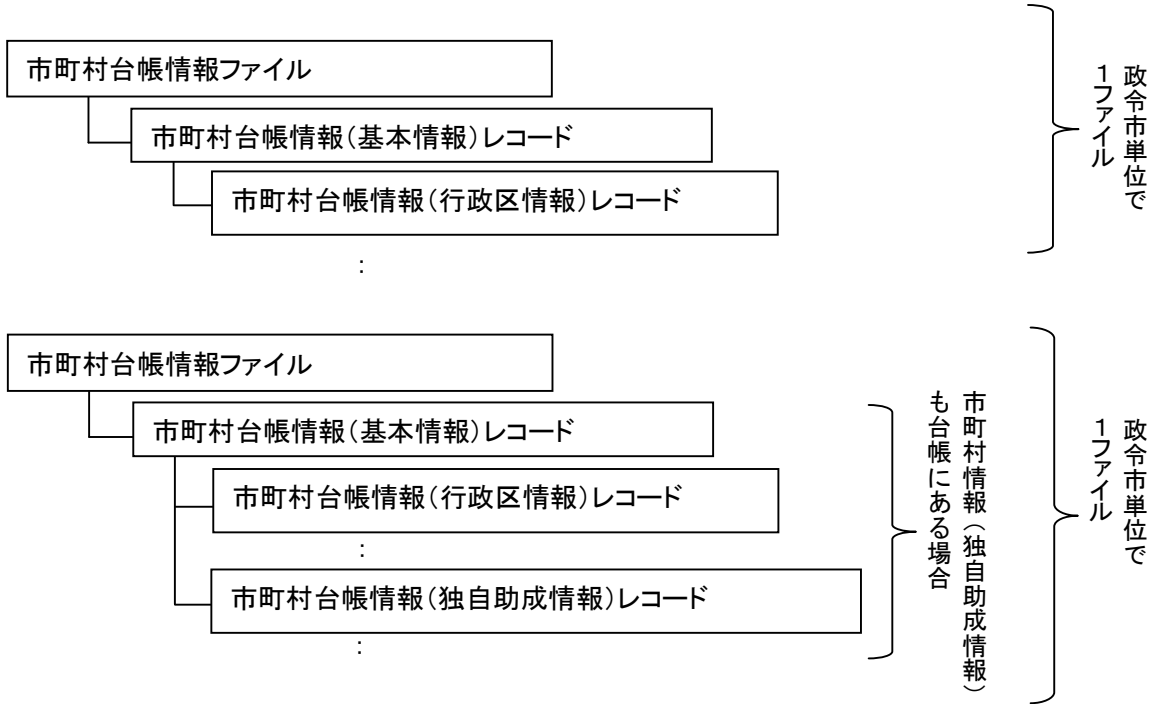 市町村台帳情報ファイル
市町村台帳情報（基本情報）レコード
市町村台帳情報（行政区情報）レコード
：
政令市単位で
１ファイル
市町村台帳情報ファイル
市町村台帳情報（基本情報）レコード
市町村台帳情報（行政区情報）レコード
：
市町村台帳情報（独自助成情報）レコード
：
市町村情報（独自助成情報）
も台帳にある場合
政令市単位で
１ファイル